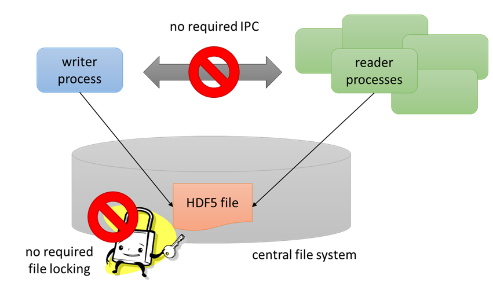 no required IPC
writer
process
reader
processes
HDF5 file
no required
file locking
central file system